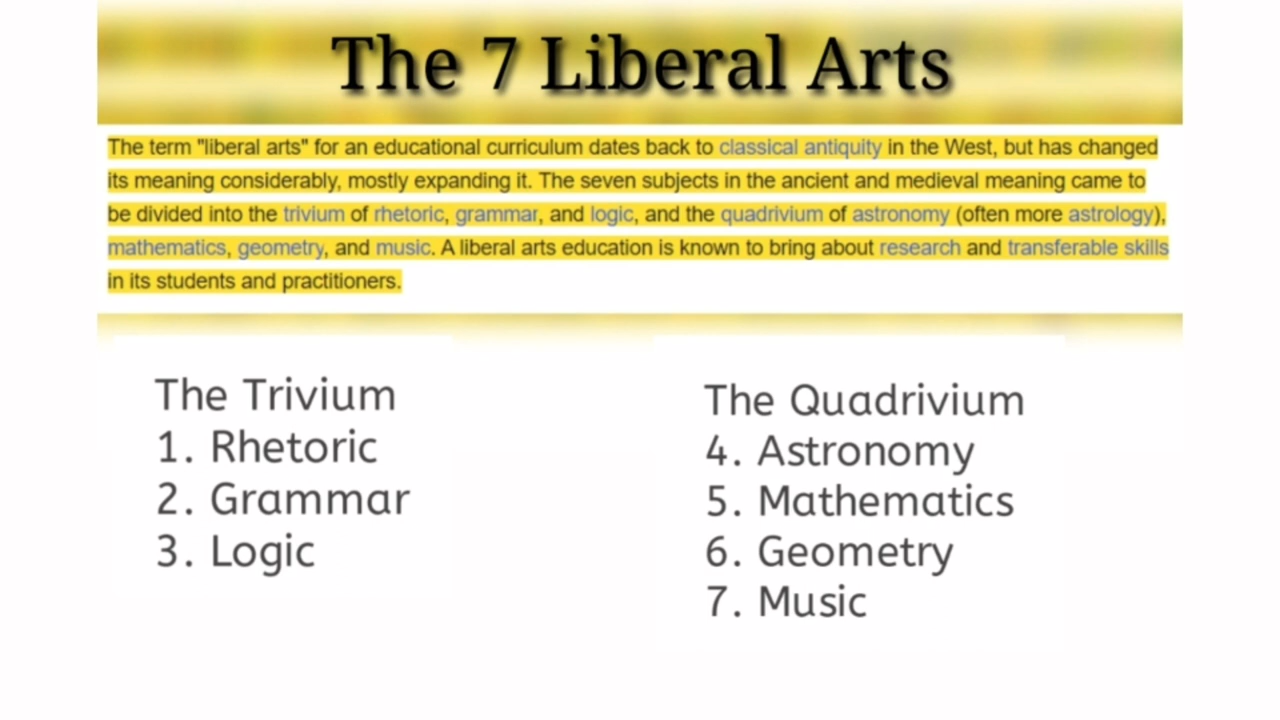 The 7 Liberal Arts
The term "liberal arts" for an educational curriculum dates back to classical antiquity in the West, but has changed
its meaning considerably, mostly expanding it. The seven subjects in the ancient and medieval meaning came to
be divided into the trivium of rhetoric, grammar, and logic, and the quadrivium of astronomy (often more astrology),
mathematics, geometry, and music. A liberal arts education is known to bring about research and transferable skills
in its students and practitioners.
The Trivium
1. Rhetoric
2. Grammar
3. Logic
The Quadrivium
4. Astronomy
5. Mathematics
6. Geometry
7. Music